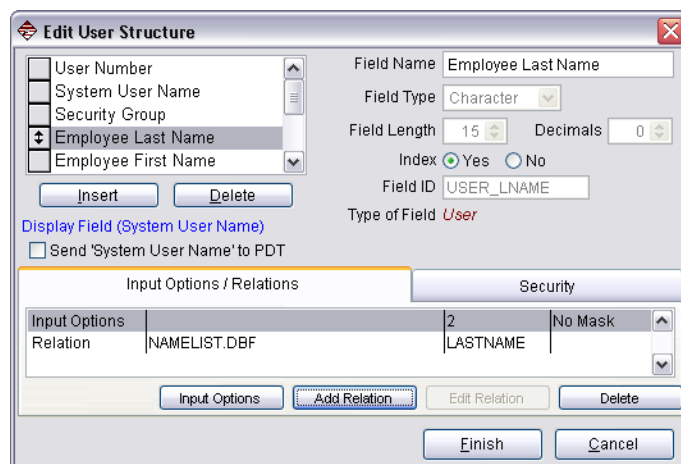 Edit User Structure
User Number
System User Name
Security Group
Employee Last Name
Employee First Name
Insert Delete
Display Field (System User Name)
Send 'System User Name' to PDT
Field Name Employee Last Name
Field Type Character
Field Length 15 Decimals 0
Index Yes No
Field ID USER_LNAME
Type of Field User
Input Options / Relations Security
Input Options 2 No Mask
Relation NAMELIST.DBF LASTNAME
Input Options Add Relation Edit Relation Delete
Finish Cancel